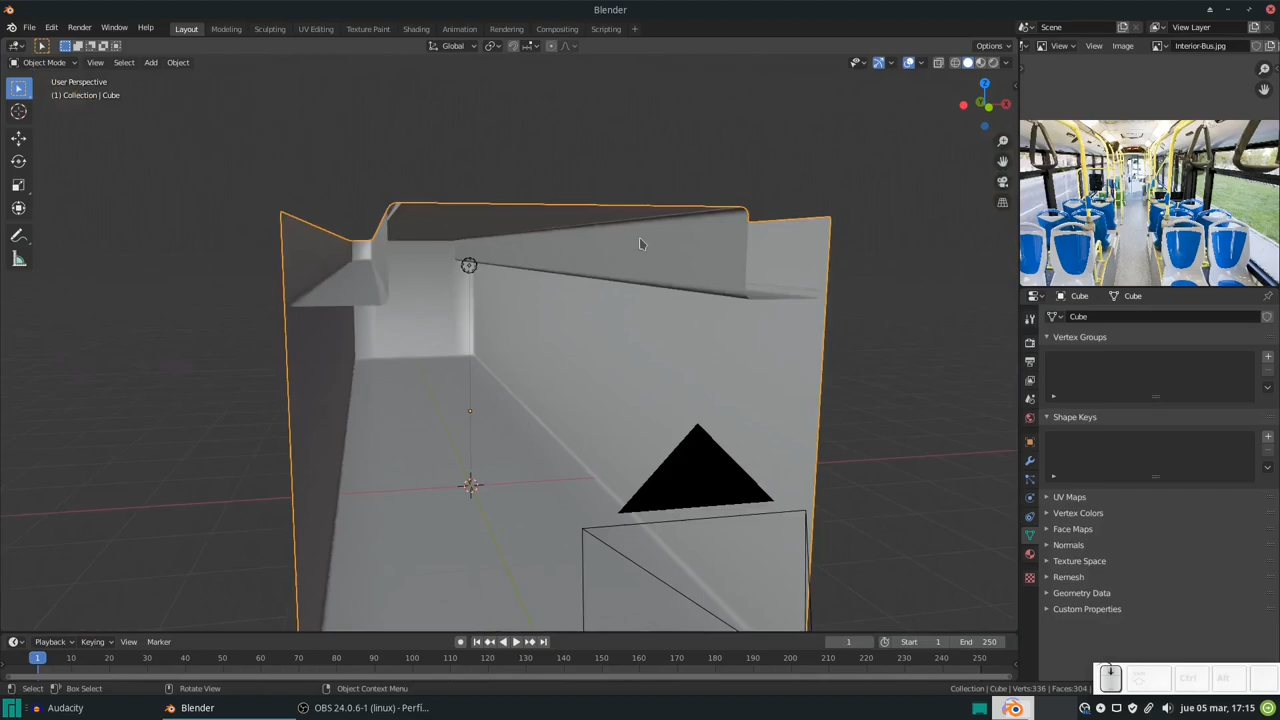 Blender
File Edit Render Window Help
Layout Modeling Sculpting UV Editing Texture Paint Shading Animation Rendering Compositing Scripting +
Scene View Layer
Global Options
View View Image Interior-Bus.jpg
Object Mode View Select Add Object
User Perspective
(1) Collection | Cube
Z
X
Y
Cube Cube
Cube
Vertex Groups
Shape Keys
UV Maps
Vertex Colors
Face Maps
Normals
Texture Space
Remesh
Geometry Data
Custom Properties
Playback Keying View Marker 1 Start 1 End 250
1 10 20 30 40 50 60 70 80 90 100 110 120 130 140 150 160 170 180 190 200 210 220 230 240 250
Select Box Select Rotate View Object Context Menu Collection | Cube | Verts:336 | Faces:304
Ctrl Alt
Audacity Blender OBS 24.0.6-1 (linux) - Perfi... jue 05 mar, 17:15